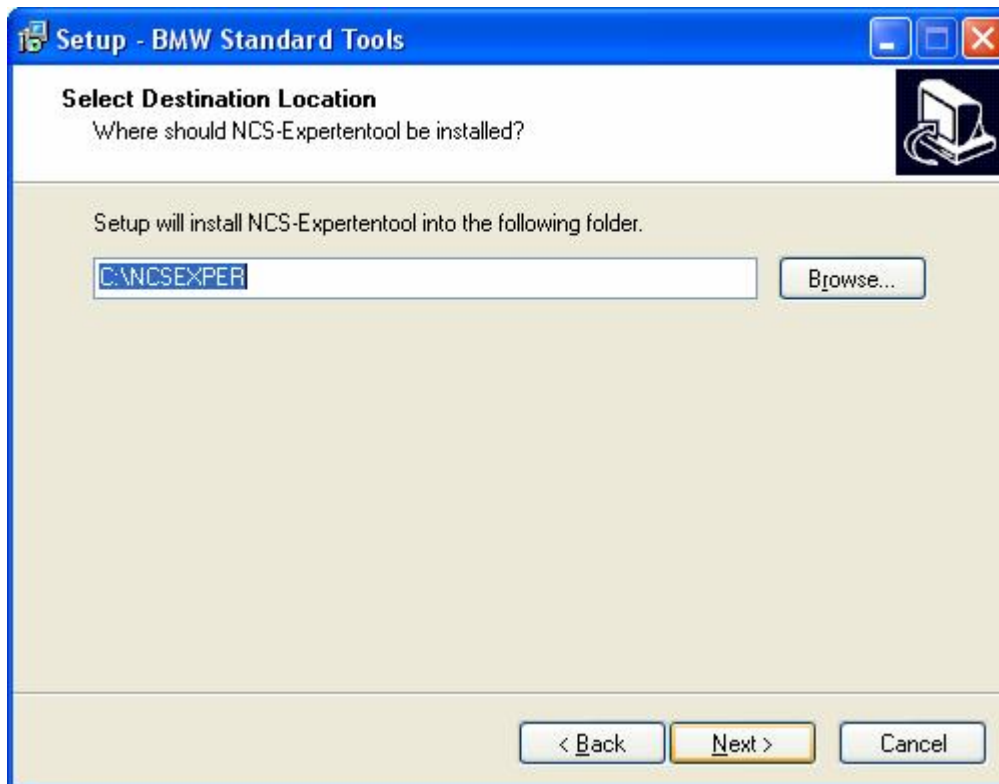 Setup - BMW Standard Tools
Select Destination Location
Where should NCS-Expertentool be installed?
Setup will install NCS-Expertentool into the following folder.
C:\NCSEXPER
Browse...
< Back
Next >
Cancel